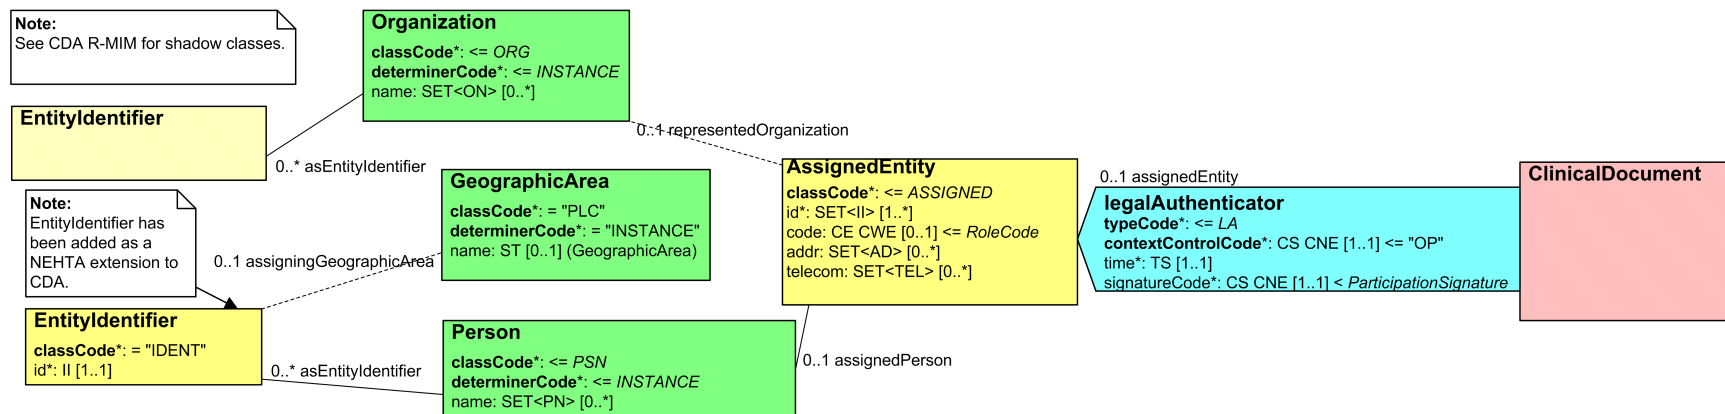 Note:
See CDA R-MIM for shadow classes.
Organization
classCode*: <= ORG
determinerCode*: <= INSTANCE
name: SET<ON> [0..*]
EntityIdentifier
0..* asEntityIdentifier
0..1 representedOrganization
Note:
EntityIdentifier has
been added as a
NEHTA extension to
CDA.
GeographicArea
classCode*: = "PLC"
determinerCode*: = "INSTANCE"
name: ST [0..1] (GeographicArea)
0..1 assigningGeographicArea
AssignedEntity
classCode*: <= ASSIGNED
id*: SET<II> [1..*]
code: CE CWE [0..1] <= RoleCode
addr: SET<AD> [0..*]
telecom: SET<TEL> [0..*]
0..1 assignedEntity
legalAuthenticator
typeCode*: <= LA
contextControlCode*: CS CNE [1..1] <= "OP"
time*: TS [1..1]
signatureCode*: CS CNE [1..1] < ParticipationSignature
ClinicalDocument
EntityIdentifier
classCode*: = "IDENT"
id*: II [1..1]
0..* asEntityIdentifier
Person
classCode*: <= PSN
determinerCode*: <= INSTANCE
name: SET<PN> [0..*]
0..1 assignedPerson